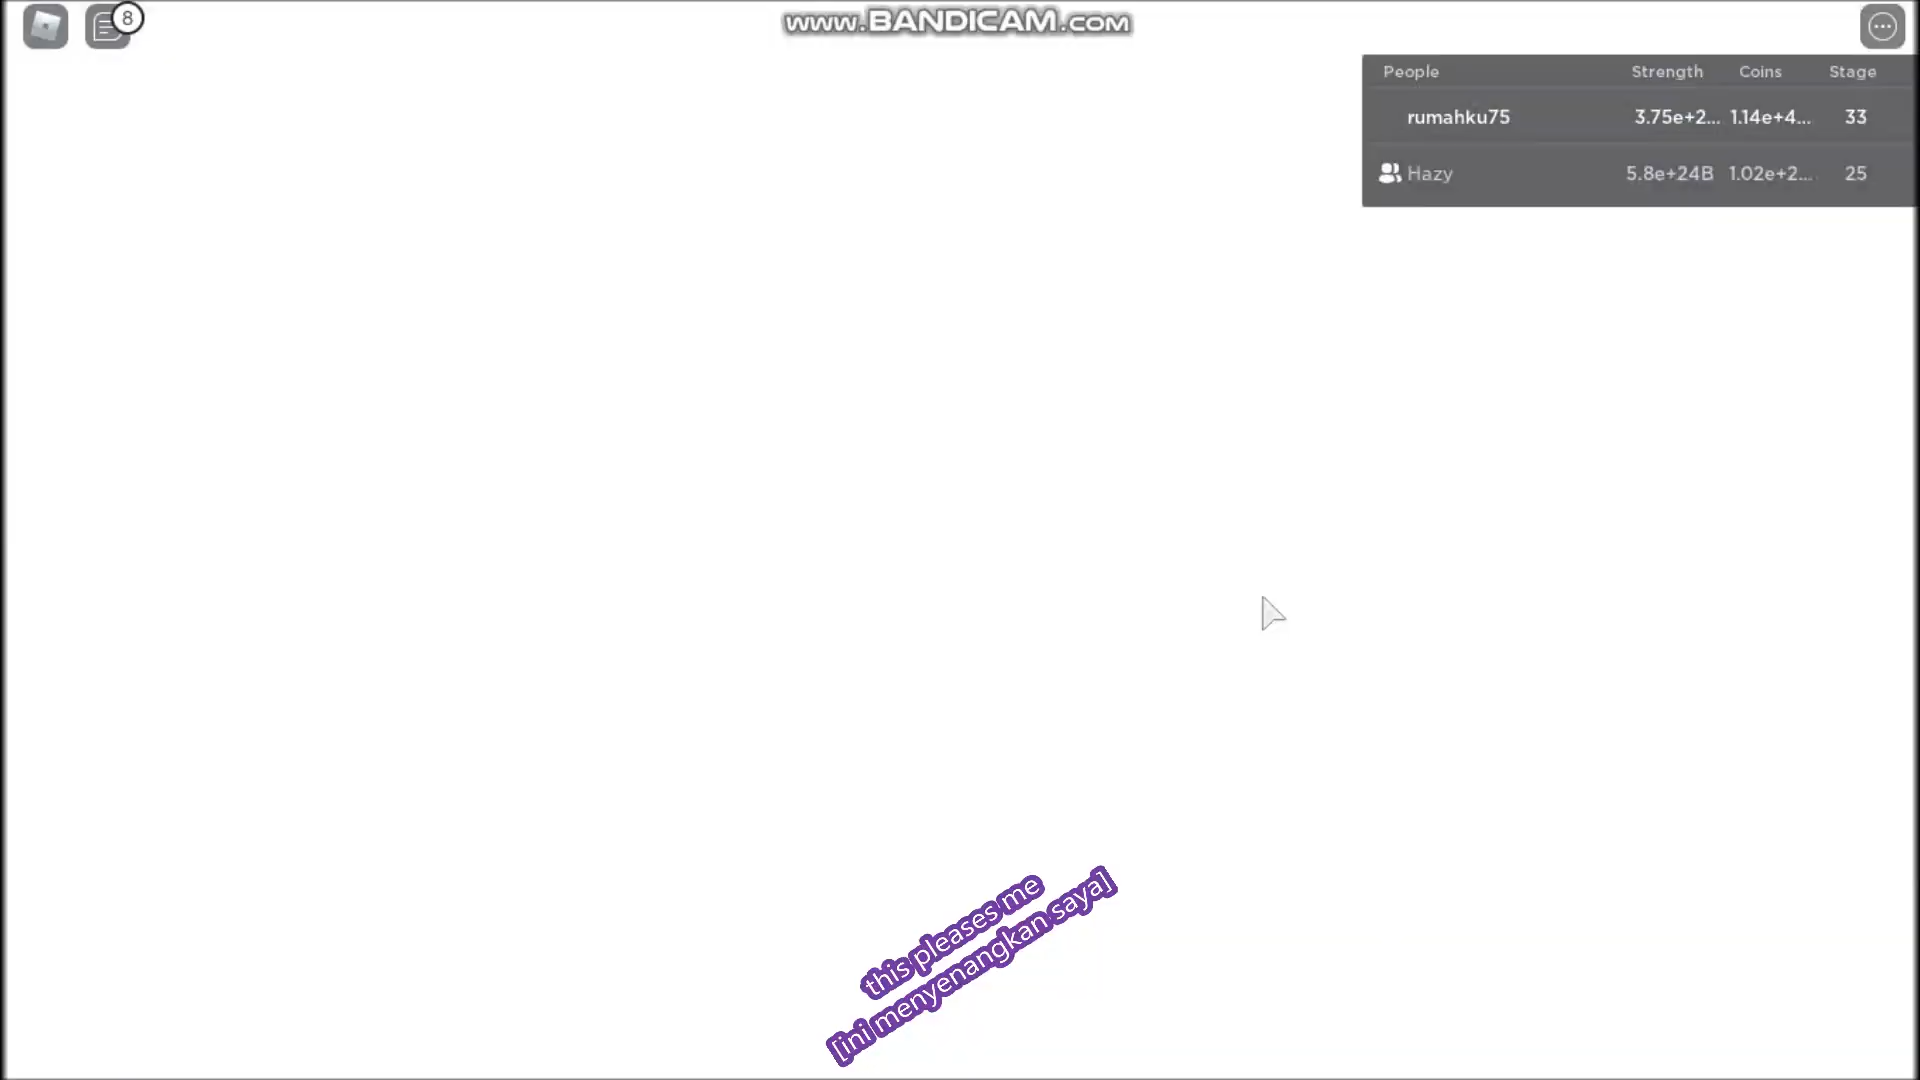 8
www.BANDICAM.com
People Strength Coins Stage
rumahku75 3.75e+2... 1.14e+4... 33
Hazy 5.8e+24B 1.02e+2... 25
this pleases me
[ini menyenangkan saya]